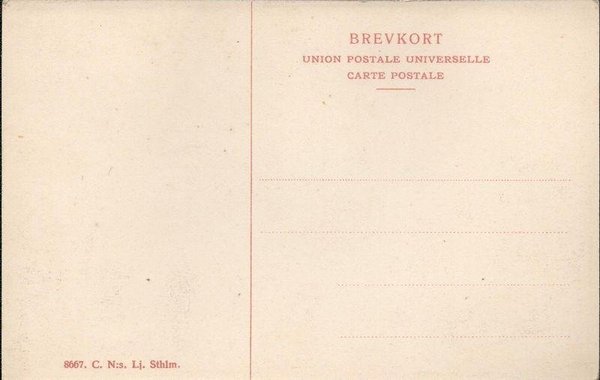 BREVKORT
UNION POSTALE UNIVERSELLE
CARTE POSTALE
8667. C. N:s. Lj. Sthlm.